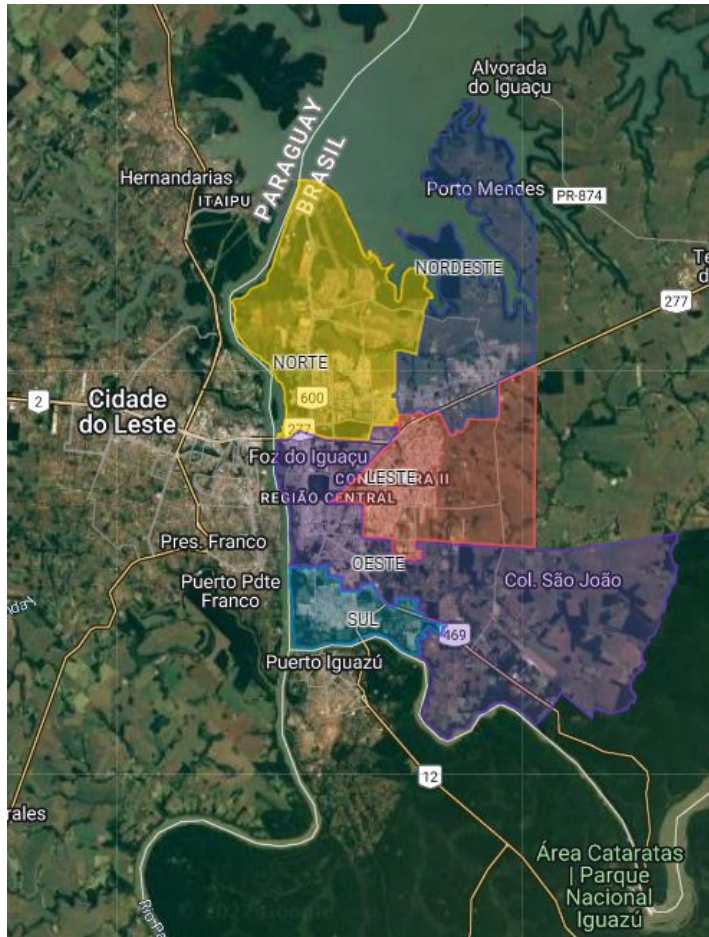 Alvorada
do Iguaçu
Hernandarias
ITAIPU
PARAGUAY
BRASIL
Porto Mendes
PR-874
NORDESTE
277
NORTE
600
2
Cidade
do Leste
277
Foz do Iguaçu
LESTE
REGIÃO CENTRAL
Pres. Franco
OESTE
Col. São João
Puerto Pdte
Franco
SUL
469
Puerto Iguazú
12
rales
Área Cataratas
| Parque
Nacional
Iguazú